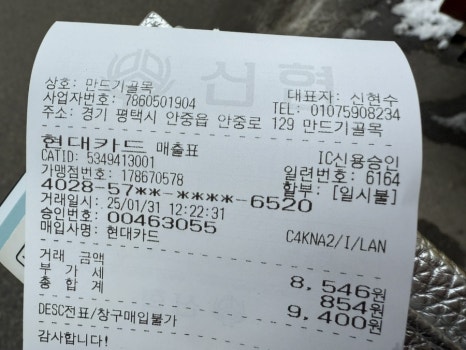 신협
상호: 만드기골목
대표자: 신현수
사업자번호: 7860501904
TEL: 01075908234
주소: 경기 평택시 안중읍 안중로 129 만드기골목
현대카드 매출표
IC신용승인
CATID: 5349413001
일련번호: 6164
가맹점번호: 178670578
할부: [일시불]
4028-57**-****-6520
거래일시: 25/01/31 12:22:31
승인번호: 00463055
매입사명: 현대카드
C4KNA2/I/LAN
거래 금액 8,546원
부 가 세 854원
총 합계 9,400원
DESC전표/창구매입불가
감사합니다!